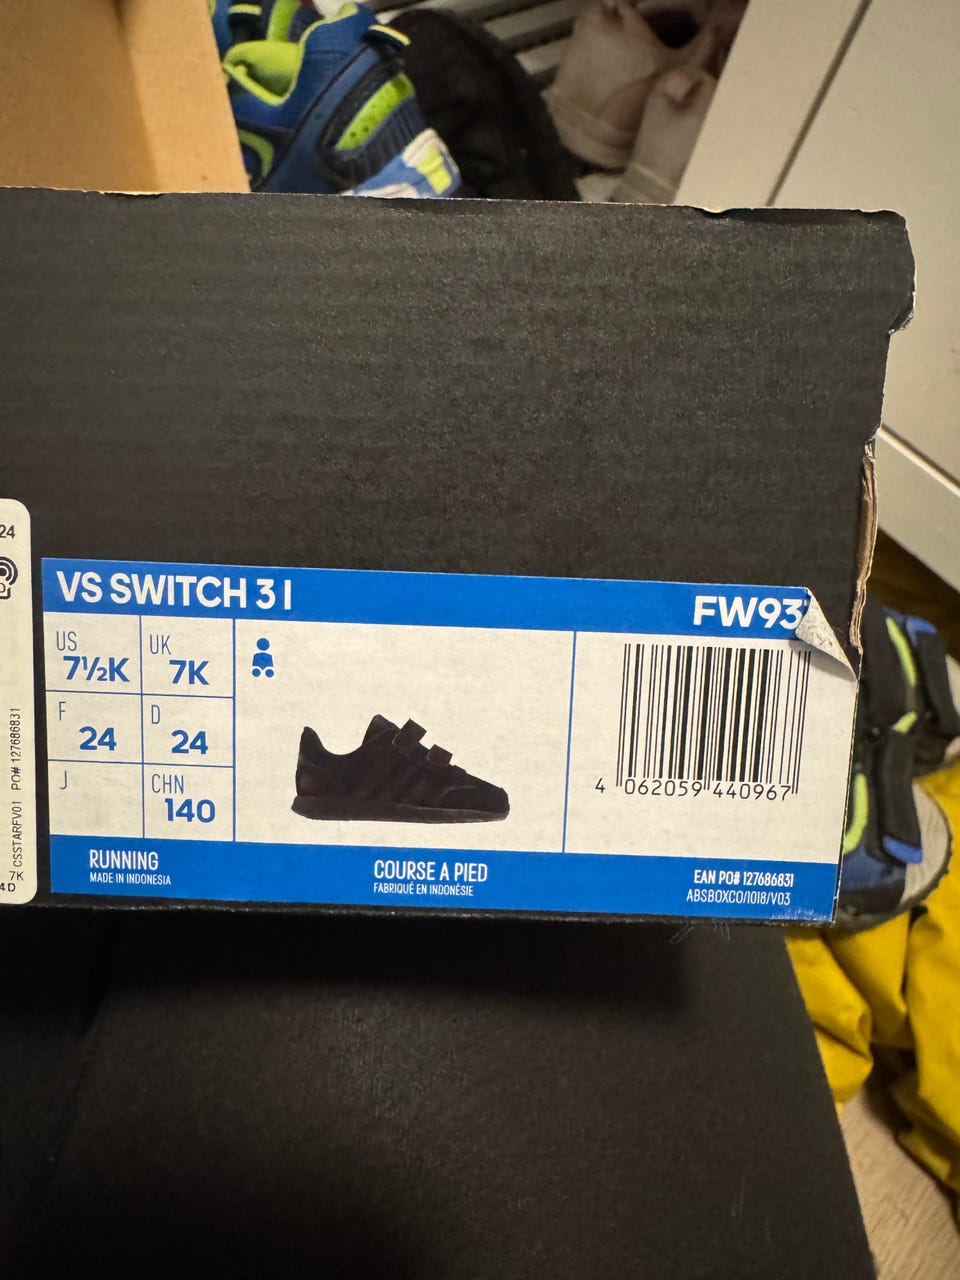 24
CSSTARFV01 PO# 127686831
7K
4D
VS SWITCH 3 I
FW93
US
7½K
UK
7K
F
24
D
24
J
CHN
140
4 062059 440967
RUNNING
MADE IN INDONESIA
COURSE A PIED
FABRIQUÉ EN INDONÉSIE
EAN PO# 127686831
ABSBOXCO/1018/V03